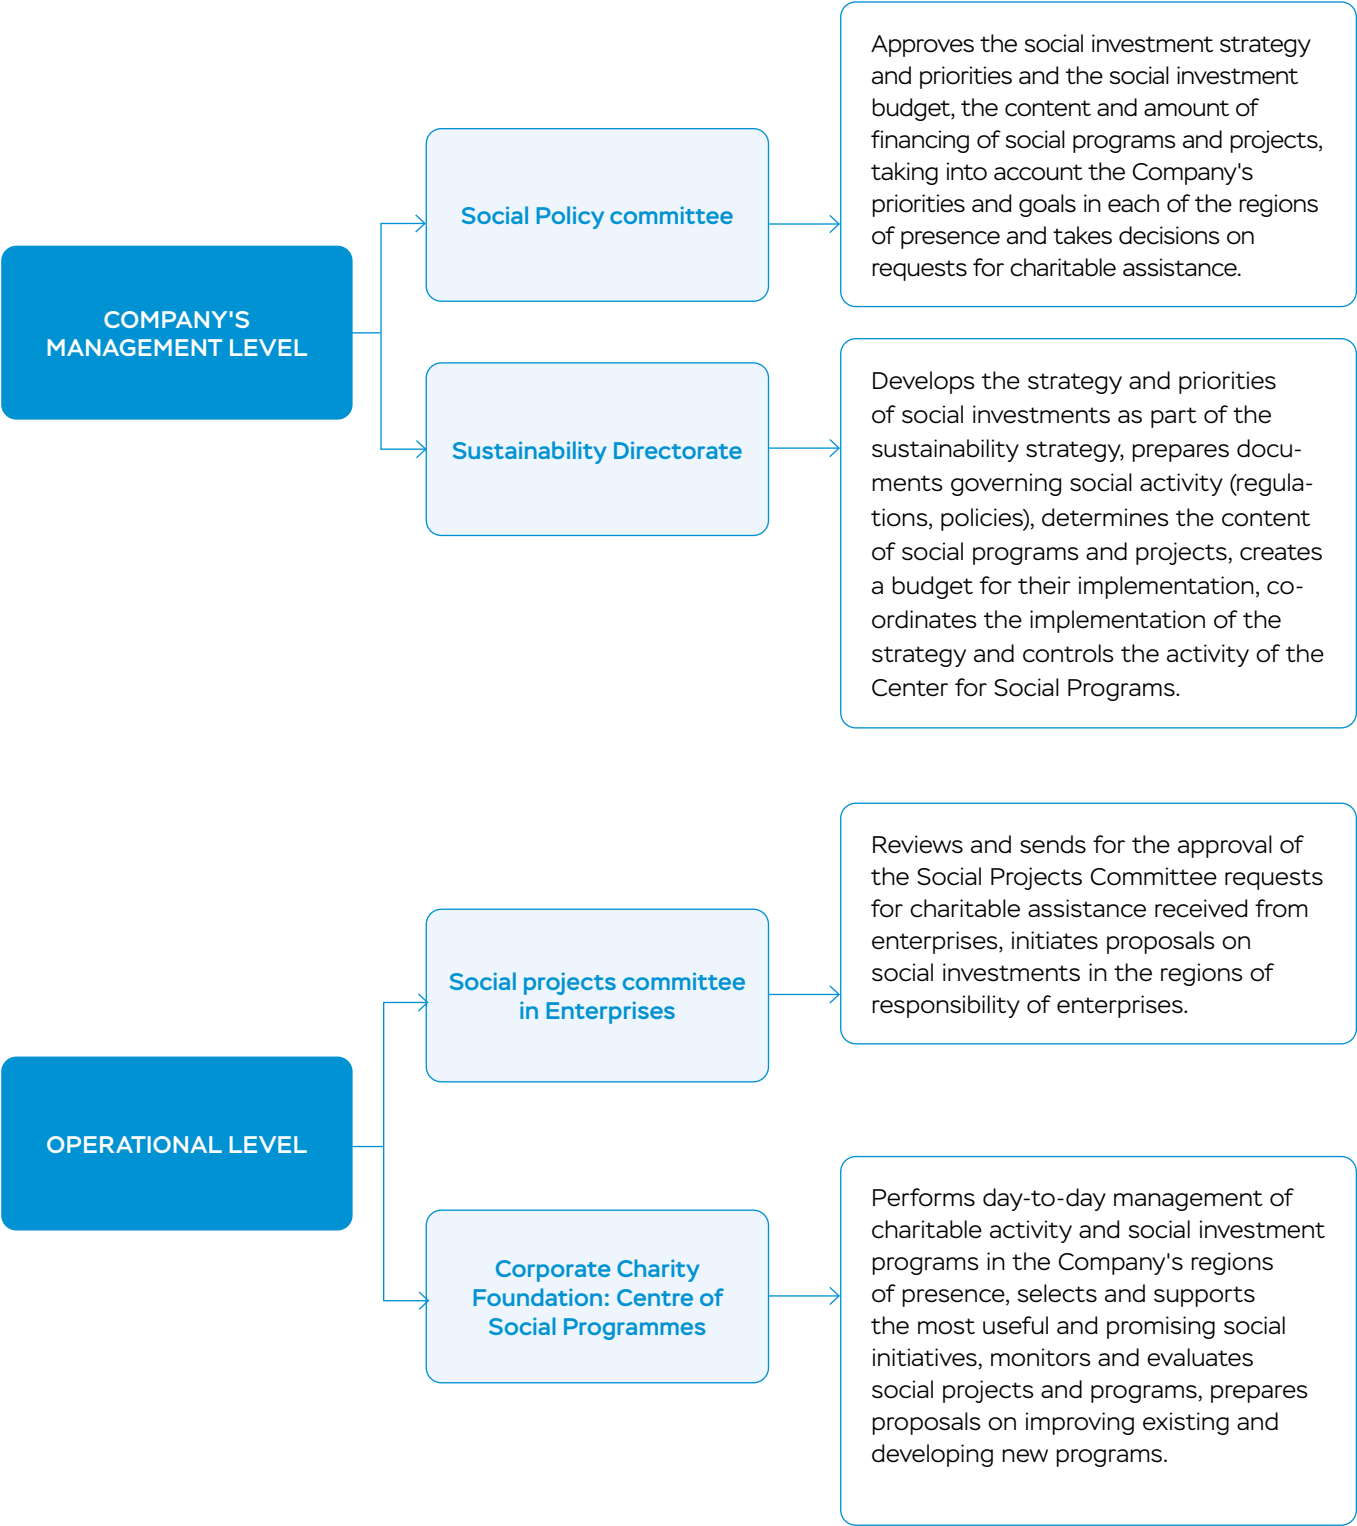 COMPANY'S
MANAGEMENT LEVEL
Social Policy committee
Approves the social investment strategy
and priorities and the social investment
budget, the content and amount of
financing of social programs and projects,
taking into account the Company's
priorities and goals in each of the regions
of presence and takes decisions on
requests for charitable assistance.
Sustainability Directorate
Develops the strategy and priorities
of social investments as part of the
sustainability strategy, prepares docu-
ments governing social activity (regula-
tions, policies), determines the content
of social programs and projects, creates
a budget for their implementation, co-
ordinates the implementation of the
strategy and controls the activity of the
Center for Social Programs.
OPERATIONAL LEVEL
Social projects committee
in Enterprises
Reviews and sends for the approval of
the Social Projects Committee requests
for charitable assistance received from
enterprises, initiates proposals on
social investments in the regions of
responsibility of enterprises.
Corporate Charity
Foundation: Centre of
Social Programmes
Performs day-to-day management of
charitable activity and social investment
programs in the Company's regions
of presence, selects and supports
the most useful and promising social
initiatives, monitors and evaluates
social projects and programs, prepares
proposals on improving existing and
developing new programs.